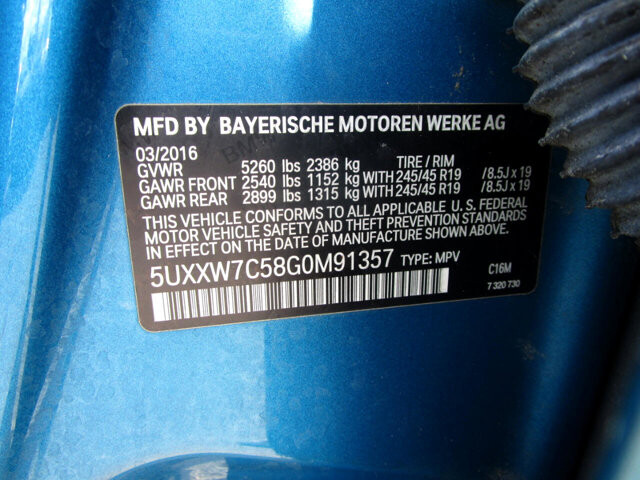 MFD BY BAYERISCHE MOTOREN WERKE AG
03/2016 TIRE / RIM
GVWR 5260 lbs 2386 kg
GAWR FRONT 2540 lbs 1152 kg WITH 245/45 R19 /8.5J x 19
GAWR REAR 2899 lbs 1315 kg WITH 245/45 R19 /8.5J x 19
THIS VEHICLE CONFORMS TO ALL APPLICABLE U. S. FEDERAL
MOTOR VEHICLE SAFETY AND THEFT PREVENTION STANDARDS
IN EFFECT ON THE DATE OF MANUFACTURE SHOWN ABOVE.
5UXXW7C58G0M91357 TYPE: MPV
C16M
7 320 730